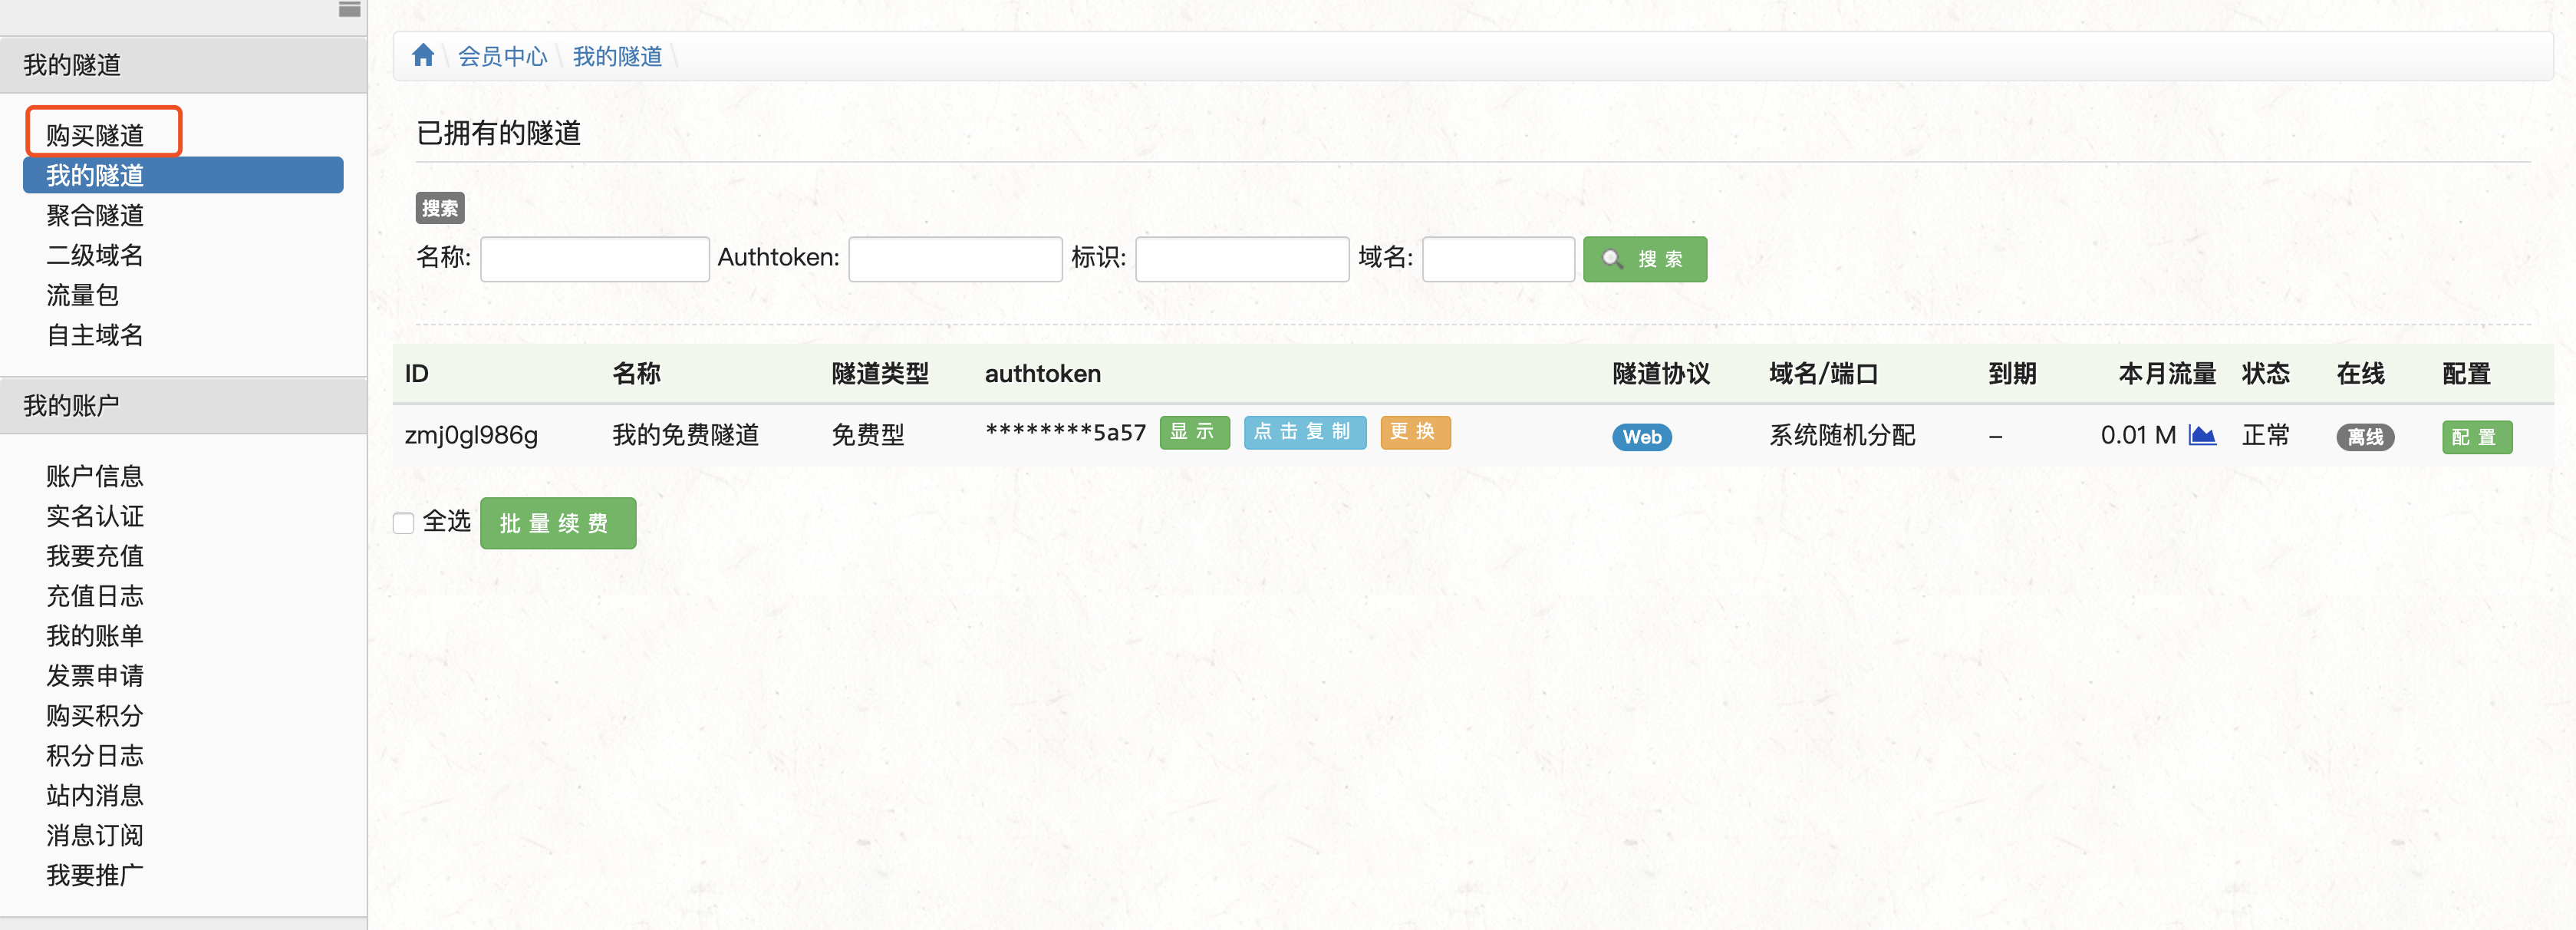 我的隧道
购买隧道
我的隧道
聚合隧道
二级域名
流量包
自主域名
我的账户
账户信息
实名认证
我要充值
充值日志
我的账单
发票申请
购买积分
积分日志
站内消息
消息订阅
我要推广
会员中心 我的隧道
已拥有的隧道
搜索
名称: Authtoken: 标识: 域名: 搜索
ID 名称 隧道类型 authtoken 隧道协议 域名/端口 到期 本月流量 状态 在线 配置
zmj0gl986g 我的免费隧道 免费型 ********5a57 显示 点击复制 更换 Web 系统随机分配 – 0.01 M 正常 离线 配置
全选 批量续费